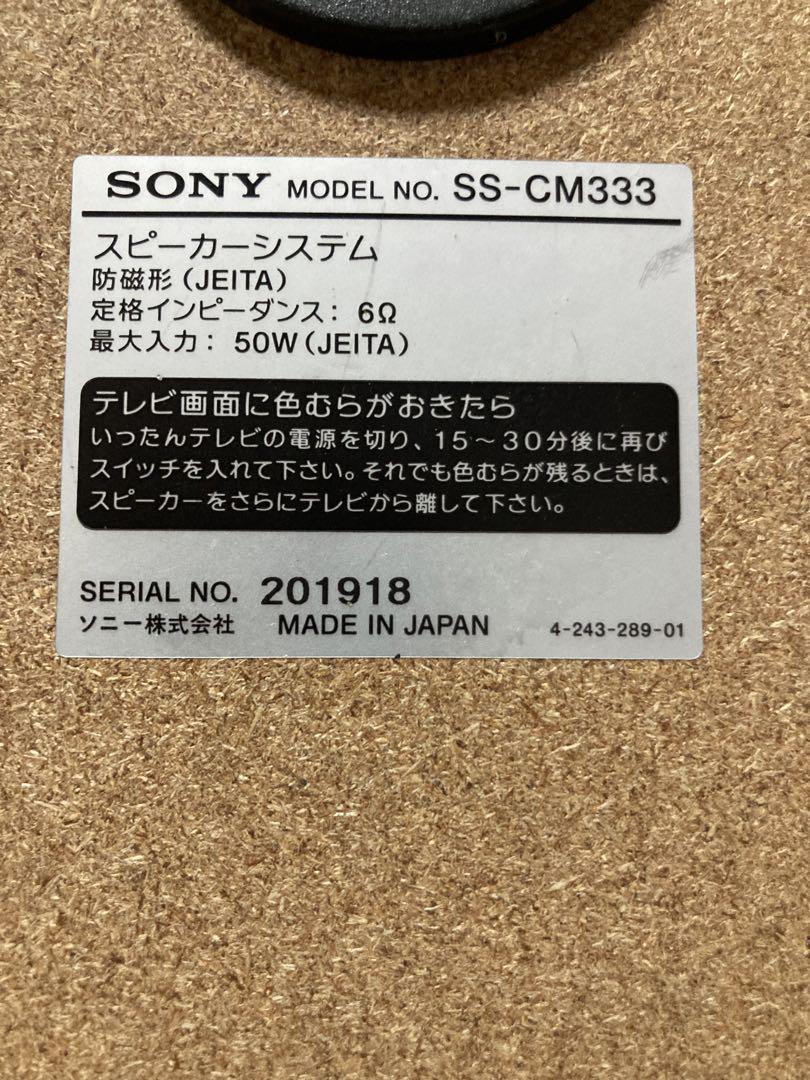 SONY MODEL NO. SS-CM333
スピーカーシステム
防磁形(JEITA)
定格インピーダンス: 6Ω
最大入力: 50W(JEITA)
テレビ画面に色むらがおきたら
いったんテレビの電源を切り、15～30分後に再び
スイッチを入れて下さい。それでも色むらが残るときは、
スピーカーをさらにテレビから離して下さい。
SERIAL NO. 201918
ソニー株式会社 MADE IN JAPAN 4-243-289-01